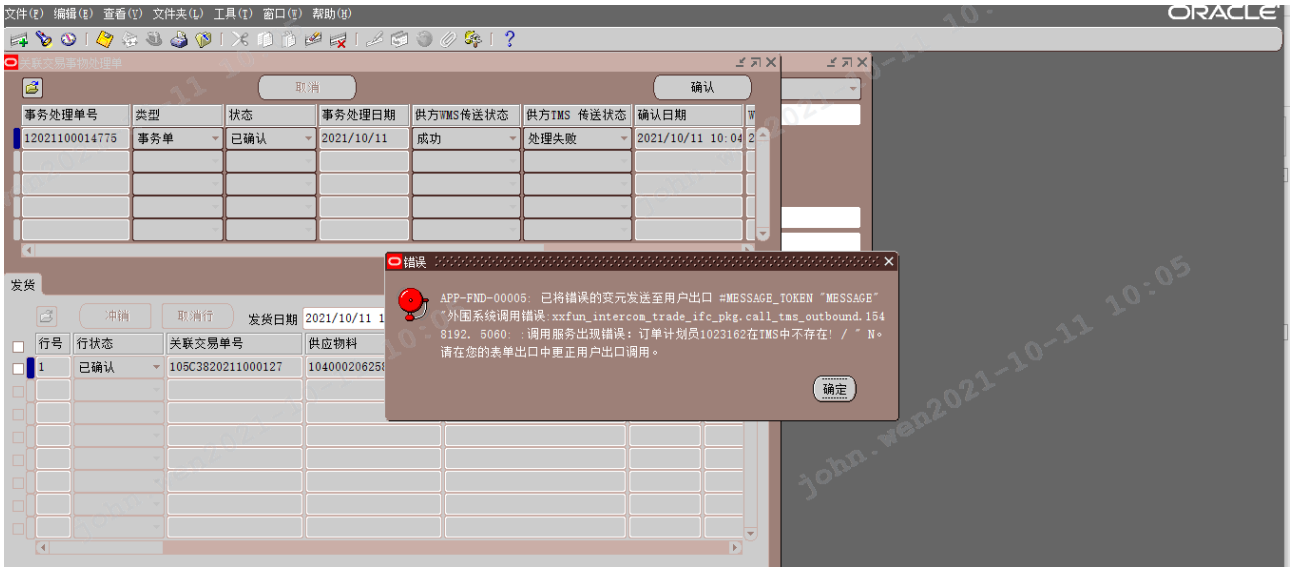 文件(F) 编辑(E) 查看(V) 文件夹(L) 工具(I) 窗口(W) 帮助(H)
ORACLE
关联交易事物处理单
取消
确认
事务处理单号 类型 状态 事务处理日期 供方WMS传送状态 供方TMS 传送状态 确认日期 W
12021100014775 事务单 已确认 2021/10/11 成功 处理失败 2021/10/11 10:04 2
错误
APP-FND-00005: 已将错误的变元发送至用户出口 #MESSAGE_TOKEN "MESSAGE"
"外围系统调用错误:xxfun_intercom_trade_ifc_pkg.call_tms_outbound.154
8192. 5060: :调用服务出现错误: 订单计划员1023162在TMS中不存在! / " N。
请在您的表单出口中更正用户出口调用。
确定
发货
冲销 取消行 发货日期 2021/10/11 1
行号 行状态 关联交易单号 供应物料
1 已确认 105C3820211000127 10400020625
john.wen2021-10-11 10:05